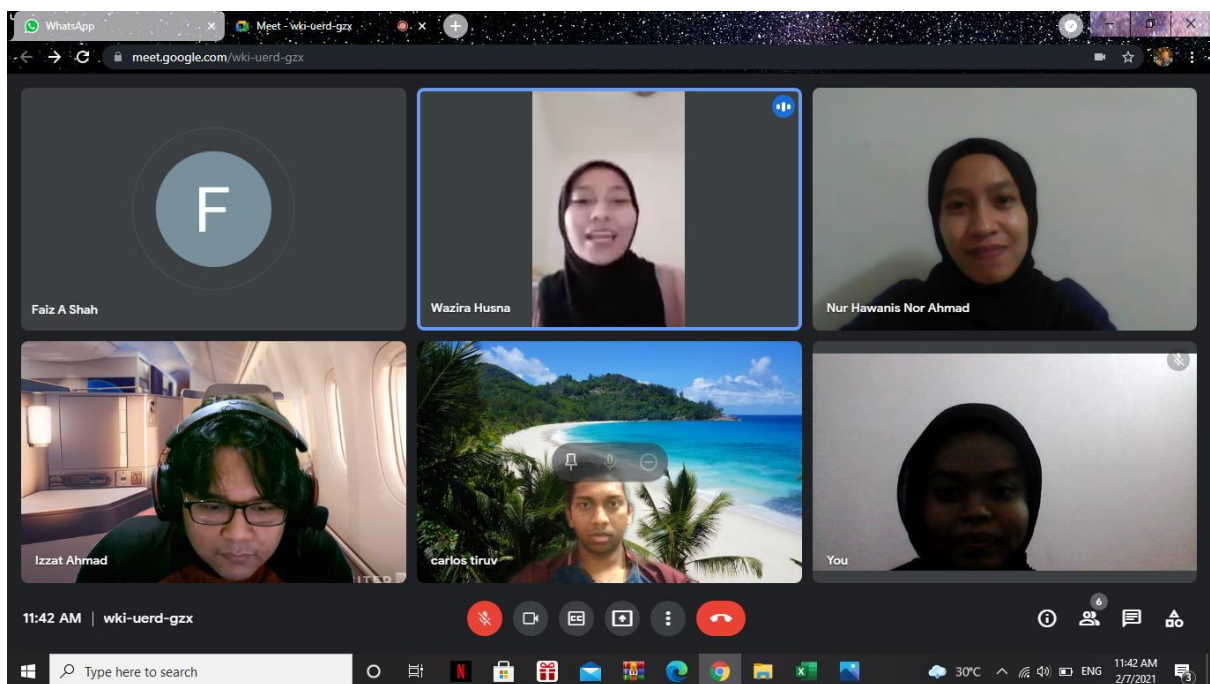 WhatsApp
Meet - wki-uerd-gzx
meet.google.com/wki-uerd-gzx
F
Faiz A Shah
Wazira Husna
Nur Hawanis Nor Ahmad
Izzat Ahmad
carlos tiruv
You
11:42 AM | wki-uerd-gzx
CC
6
Type here to search
N
30°C
ENG
11:42 AM
2/7/2021
3